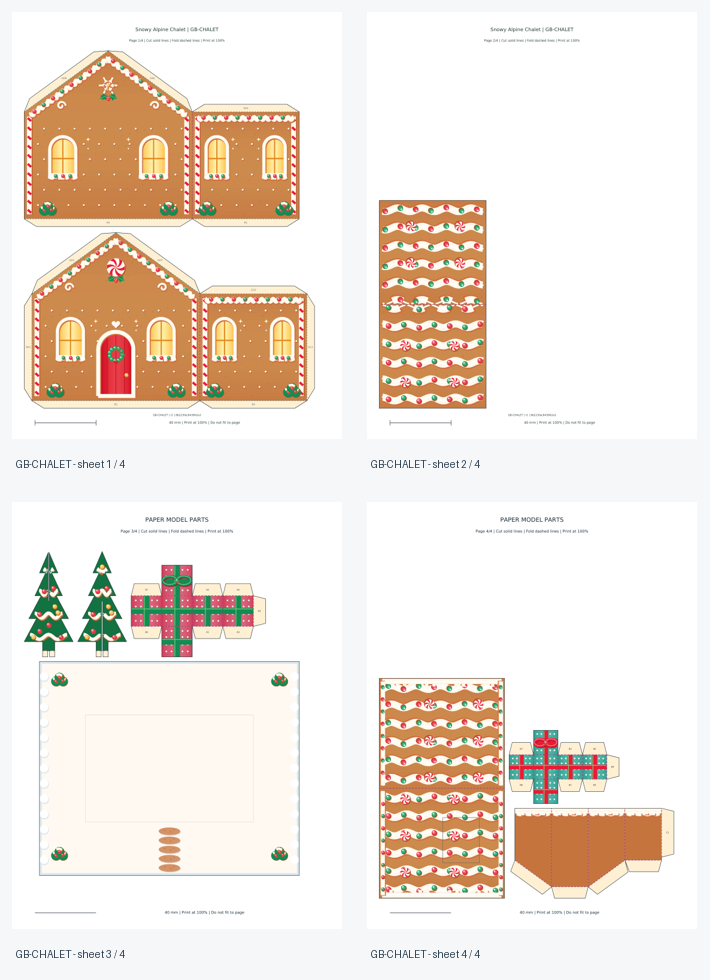 Snowy Alpine Chalet | GB-CHALET
Page 1/4 | Cut solid lines | Fold dashed lines | Print at 100%
40 mm | Print at 100% | Do not fit to page
GB-CHALET - sheet 1 / 4
Snowy Alpine Chalet | GB-CHALET
Page 2/4 | Cut solid lines | Fold dashed lines | Print at 100%
40 mm | Print at 100% | Do not fit to page
GB-CHALET - sheet 2 / 4
PAPER MODEL PARTS
Page 3/4 | Cut solid lines | Fold dashed lines | Print at 100%
40 mm | Print at 100% | Do not fit to page
GB-CHALET - sheet 3 / 4
PAPER MODEL PARTS
Page 4/4 | Cut solid lines | Fold dashed lines | Print at 100%
40 mm | Print at 100% | Do not fit to page
GB-CHALET - sheet 4 / 4